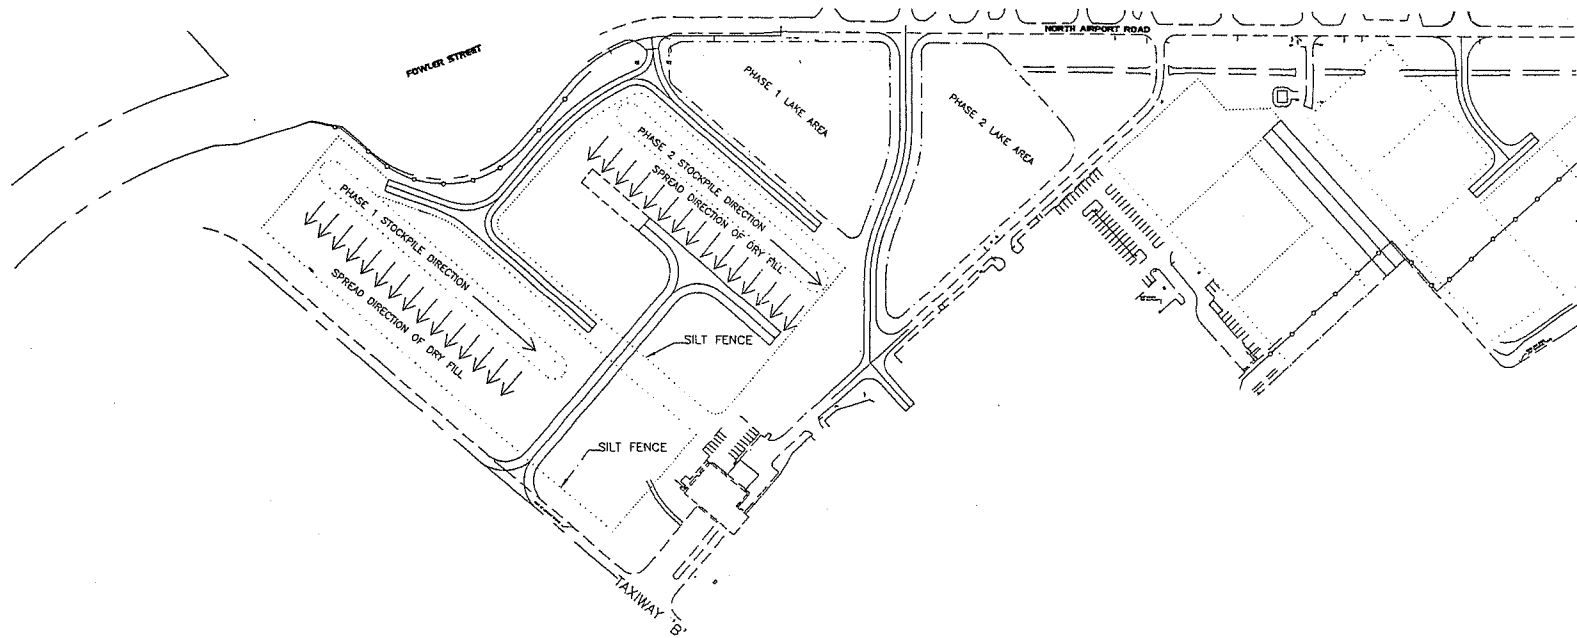 FOWLER STREET
NORTH AIRPORT ROAD
PHASE 1 LAKE AREA
PHASE 2 LAKE AREA
PHASE 2 STOCKPILE DIRECTION
SPREAD DIRECTION OF DRY FILL
PHASE 1 STOCKPILE DIRECTION
SPREAD DIRECTION OF DRY FILL
SILT FENCE
SILT FENCE
TAXIWAY 'B'